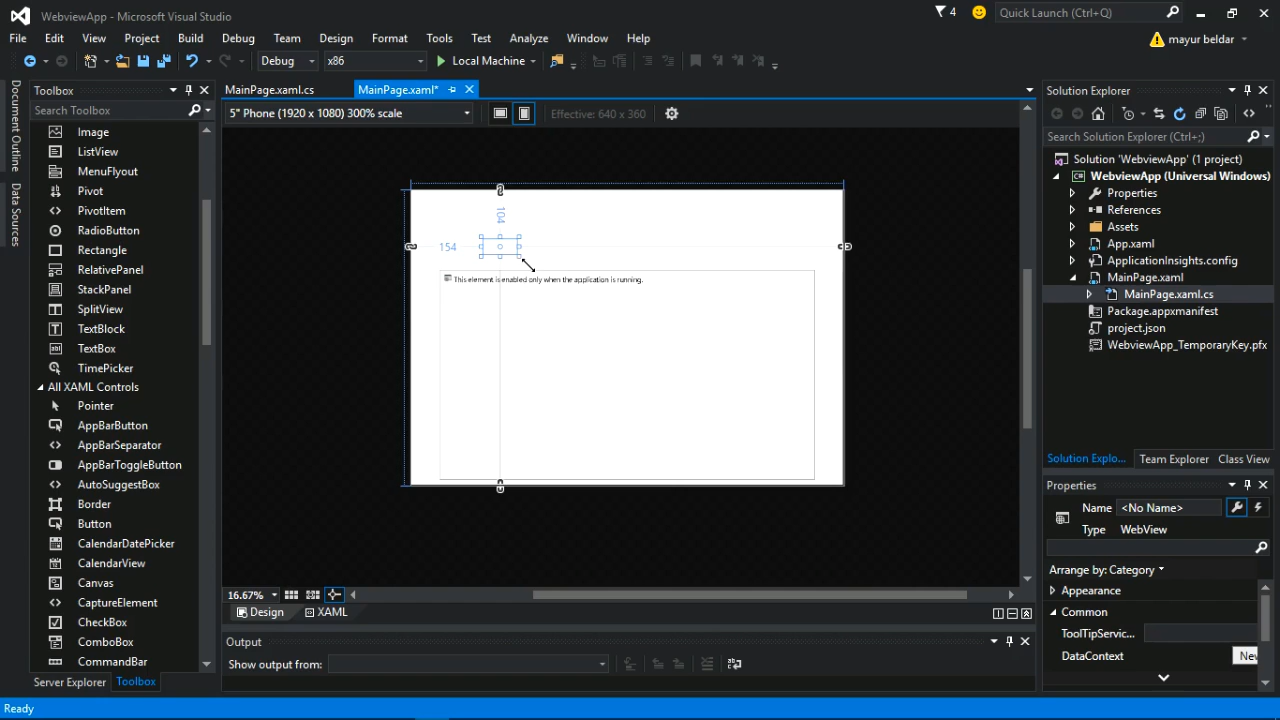 WebviewApp - Microsoft Visual Studio
4
Quick Launch (Ctrl+Q)
File Edit View Project Build Debug Team Design Format Tools Test Analyze Window Help
mayur beldar
Debug x86 Local Machine
Document Outline
Data Sources
Toolbox
Search Toolbox
Image
ListView
MenuFlyout
Pivot
PivotItem
RadioButton
Rectangle
RelativePanel
StackPanel
SplitView
TextBlock
TextBox
TimePicker
All XAML Controls
Pointer
AppBarButton
AppBarSeparator
AppBarToggleButton
AutoSuggestBox
Border
Button
CalendarDatePicker
CalendarView
Canvas
CaptureElement
CheckBox
ComboBox
CommandBar
Server Explorer Toolbox
MainPage.xaml.cs MainPage.xaml*
5" Phone (1920 x 1080) 300% scale
Effective: 640 x 360
104
154
This element is enabled only when the application is running.
16.67%
Design XAML
Output
Show output from:
Solution Explorer
Search Solution Explorer (Ctrl+;)
Solution 'WebviewApp' (1 project)
WebviewApp (Universal Windows)
Properties
References
Assets
App.xaml
ApplicationInsights.config
MainPage.xaml
MainPage.xaml.cs
Package.appxmanifest
project.json
WebviewApp_TemporaryKey.pfx
Solution Explo... Team Explorer Class View
Properties
Name <No Name>
Type WebView
Arrange by: Category
Appearance
Common
ToolTipServic...
DataContext New
Ready